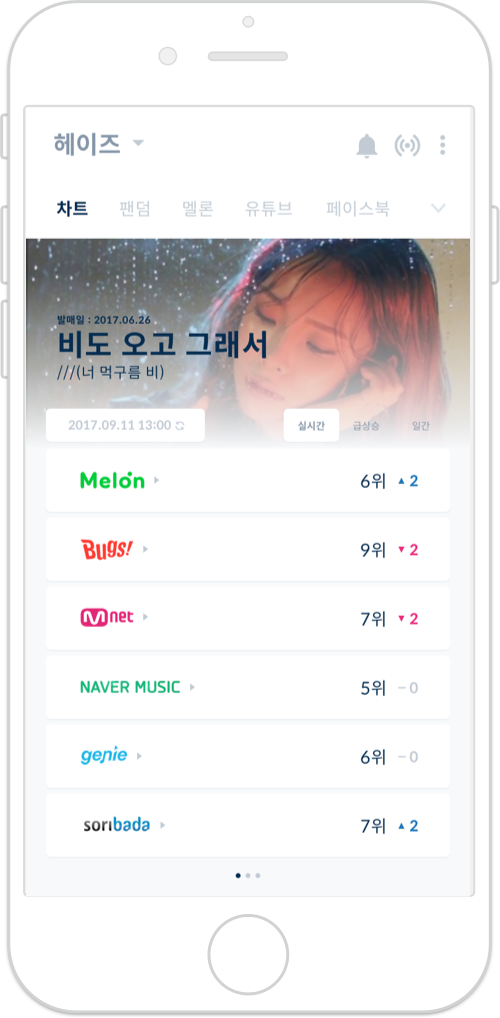 헤이즈
차트 팬덤 멜론 유튜브 페이스북
발매일 : 2017.06.26
비도 오고 그래서
///(너 먹구름 비)
2017.09.11 13:00 실시간 급상승 일간
Melon 6위 ▲ 2
Bugs! 9위 ▼ 2
Mnet 7위 ▼ 2
NAVER MUSIC 5위 – 0
genie 6위 – 0
soribada 7위 ▲ 2